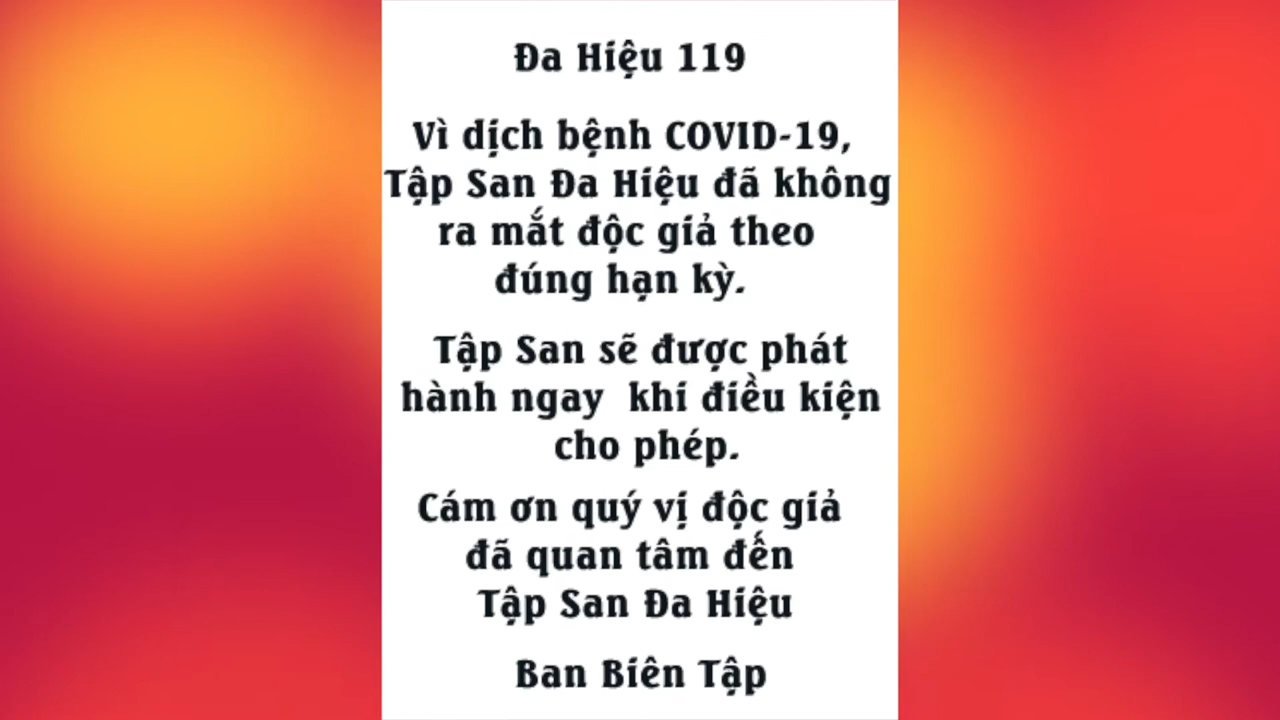 Đa Hiệu 119
Vì dịch bệnh COVID-19,
Tập San Đa Hiệu đã không
ra mắt độc giả theo
đúng hạn kỳ.
Tập San sẽ được phát
hành ngay khi điều kiện
cho phép.
Cám ơn quý vị độc giả
đã quan tâm đến
Tập San Đa Hiệu
Ban Biên Tập